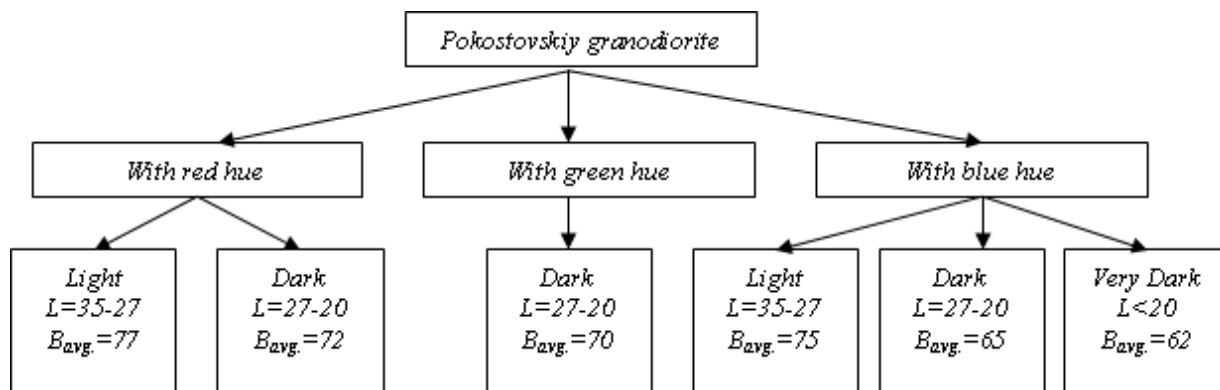 Pokostovskiy granodiorite
With red hue
With green hue
With blue hue
Light
L=35-27
Bavg.=77
Dark
L=27-20
Bavg.=72
Dark
L=27-20
Bavg.=70
Light
L=35-27
Bavg.=75
Dark
L=27-20
Bavg.=65
Very Dark
L<20
Bavg.=62